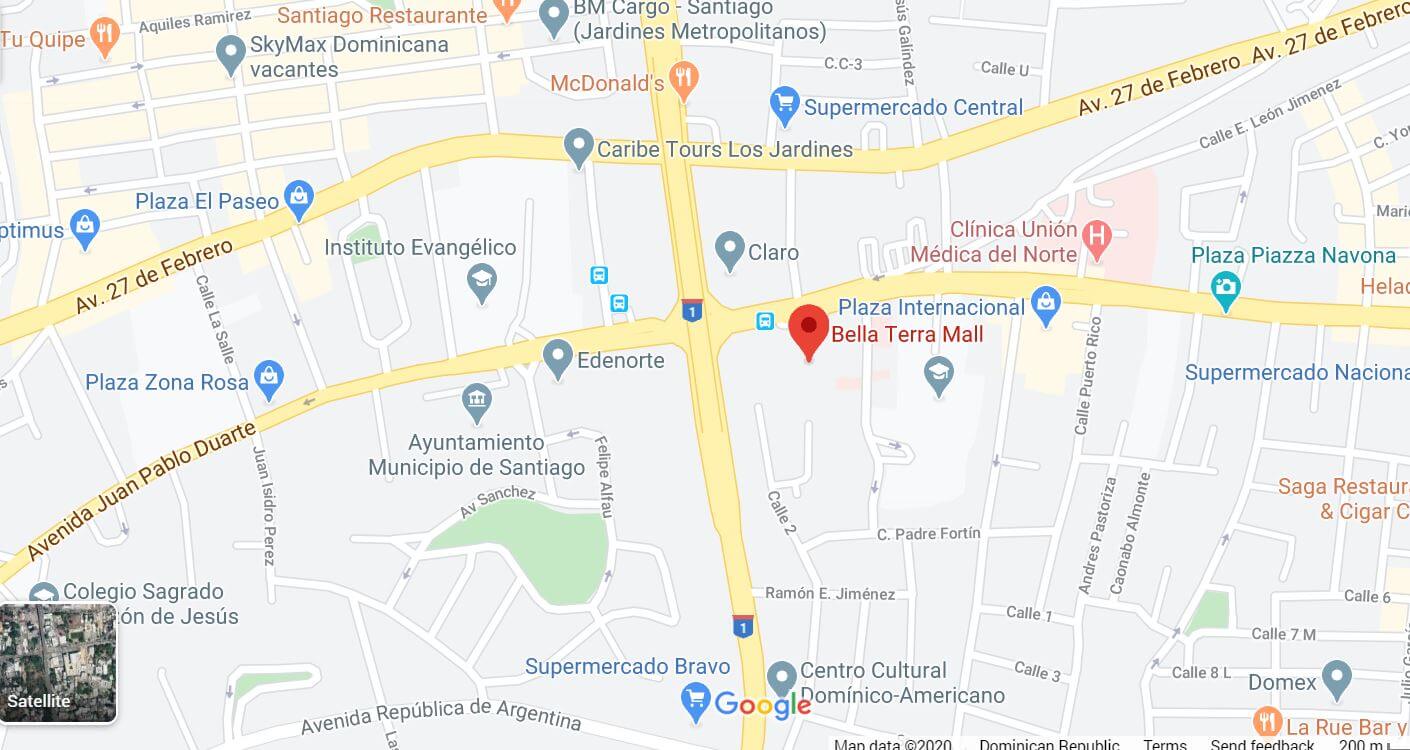 Aquiles Ramirez
Santiago Restaurante
BM Cargo - Santiago
(Jardines Metropolitanos)
Tu Quipe
SkyMax Dominicana
vacantes
McDonald's
C.C-3
Calle U
Av. 27 de Febrero
Av. 27 de Febrero
Supermercado Central
Calle E. León Jimenez
Caribe Tours Los Jardines
Plaza El Paseo
ptimus
Instituto Evangélico
Claro
Clínica Unión
Médica del Norte
H
Plaza Piazza Navona
Av. 27 de Febrero
Calle La Salle
1
Plaza Internacional
Bella Terra Mall
Edenorte
Calle Puerto Rico
Plaza Zona Rosa
Supermercado Naciona
Ayuntamiento
Municipio de Santiago
Avenida Juan Pablo Duarte
Juan Isidro Perez
Felipe Alfau
Av Sanchez
Calle 2
C. Padre Fortín
Andres Pastoriza
Caonabo Almonte
Saga Restaur
& Cigar C
Colegio Sagrado
ón de Jesús
Ramón E. Jiménez
Calle 1
Calle 6
1
Calle 7 M
Calle 3
Calle 8 L
Supermercado Bravo
Centro Cultural
Domínico-Americano
Domex
Satellite
Google
Avenida República de Argentina
La Rue Bar y
Map data ©2020
Dominican Republic
Terms
Send feedback
200 m